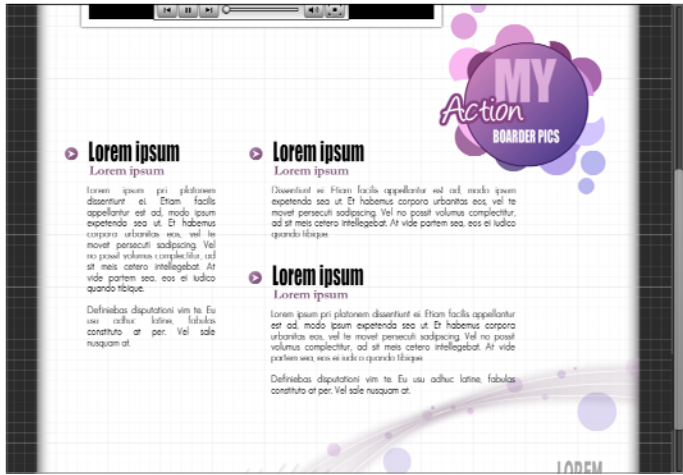 MY
Action
BOARDER PICS
Lorem ipsum
Lorem ipsum
lorem ipsum pri platonem
dissentiunt ei. Etiam facilis
appellantur est ad, modo ipsum
expetenda sea ut. Et habemus
corpora urbanitas eos, vel te
movet persecuti sadipscing. Vel
no possit volumus complectitur, ad
sit meis cetero intellegebat. At
vide partem sea, eos ei iudico
quando tibique.
Definiebas disputationi vim te. Eu
usu adhuc latine, fabulas
constituto at per. Vel sale
nusquam at.
Lorem ipsum
Lorem ipsum
Dissentiunt ei. Etiam facilis appellantur est ad, modo ipsum
expetenda sea ut. Et habemus corpora urbanitas eos, vel te
movet persecuti sadipscing. Vel no possit volumus complectitur,
ad sit meis cetero intellegebat. At vide partem sea, eos ei iudico
quando tibique.
Lorem ipsum
Lorem ipsum
Lorem ipsum pri platonem dissentiunt ei. Etiam facilis appellantur
est ad, modo ipsum expetenda sea ut. Et habemus corpora
urbanitas eos, vel te movet persecuti sadipscing. Vel no possit
volumus complectitur, ad sit meis cetero intellegebat. At vide
partem sea, eos ei iudico quando tibique.
Definiebas disputationi vim te. Eu usu adhuc latine, fabulas
constituto at per. Vel sale nusquam at.
LOREM